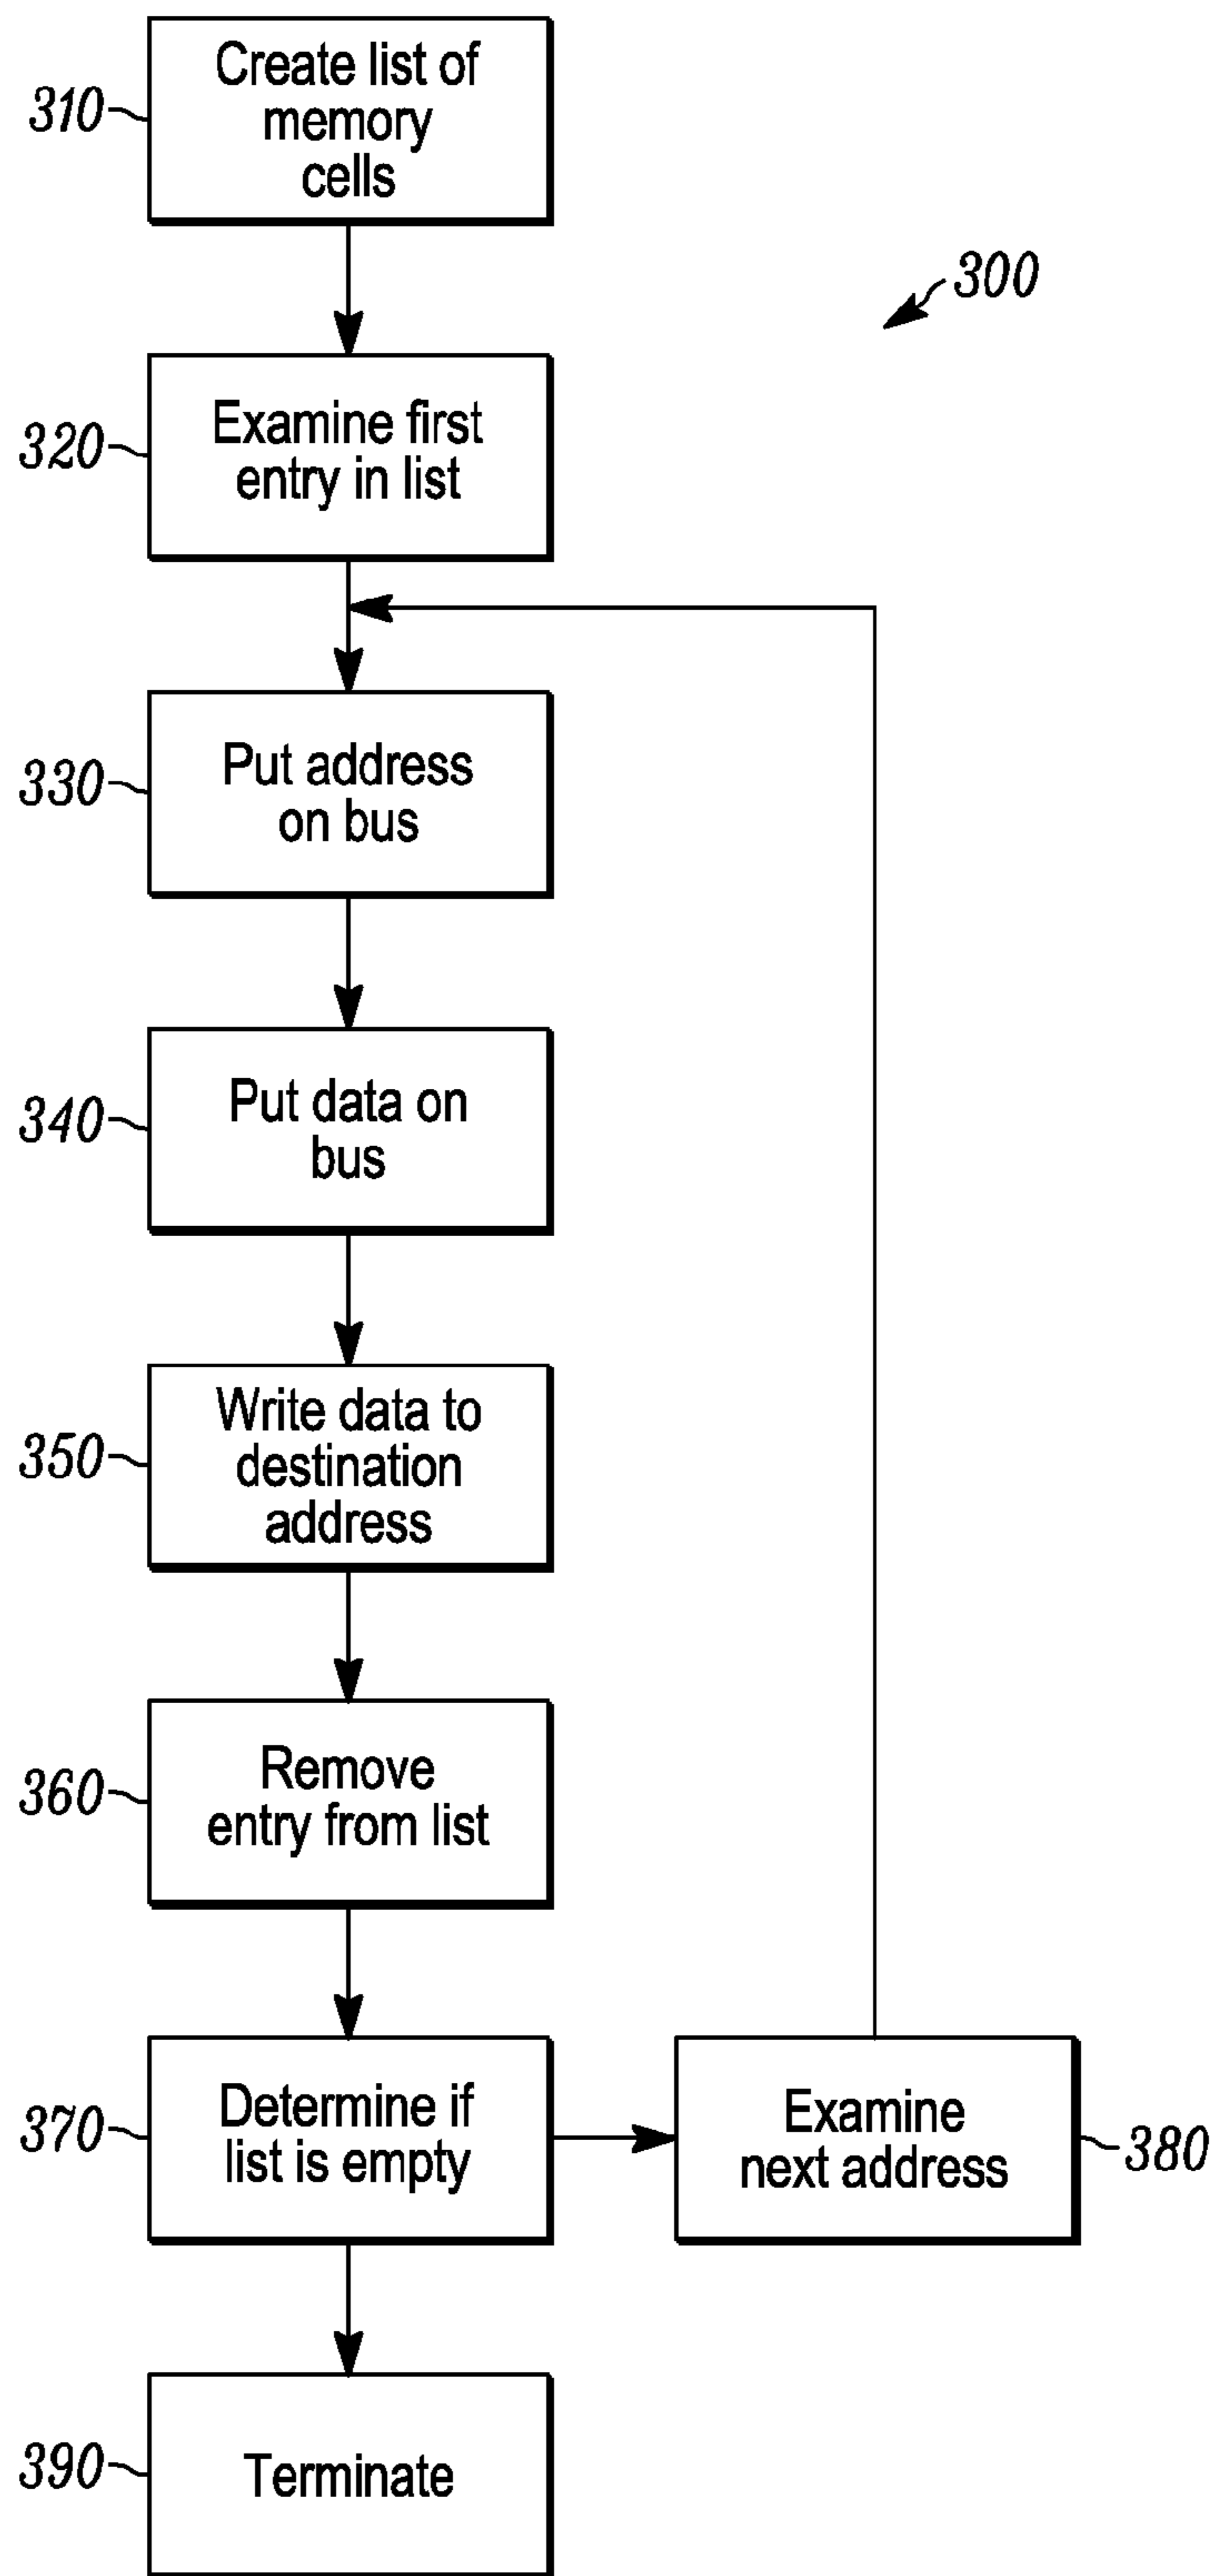 310
Create list of
memory
cells
300
320
Examine first
entry in list
330
Put address
on bus
340
Put data on
bus
350
Write data to
destination
address
360
Remove
entry from list
370
Determine if
list is empty
Examine
next address
380
390
Terminate